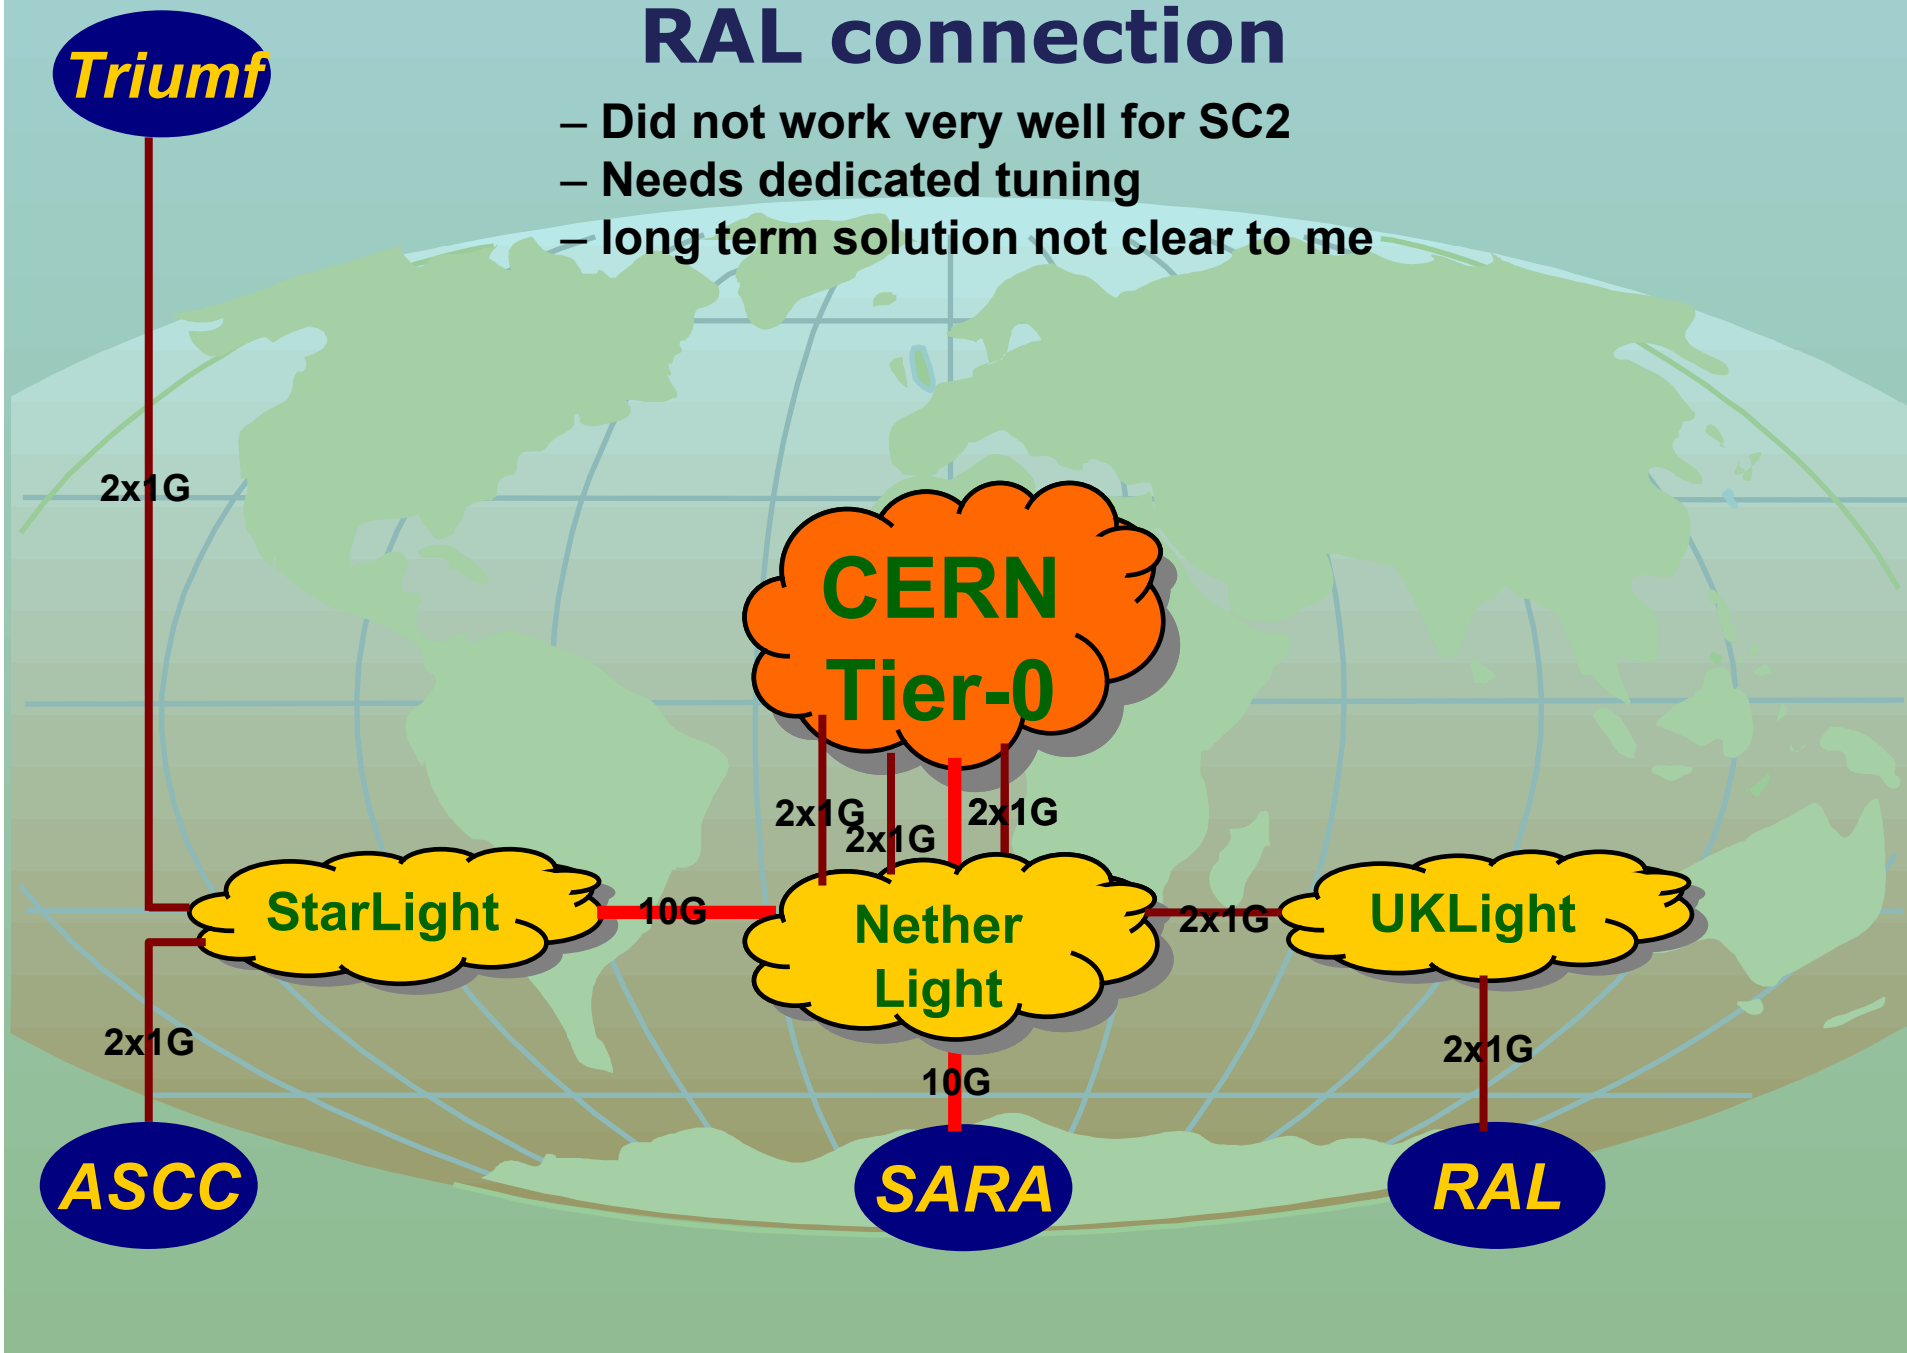 RAL connection
Triumf
– Did not work very well for SC2
– Needs dedicated tuning
– long term solution not clear to me
2x1G
CERN
Tier-0
2x1G
2x1G
2x1G
StarLight
10G
Nether
Light
2x1G
UKLight
2x1G
10G
2x1G
ASCC
SARA
RAL